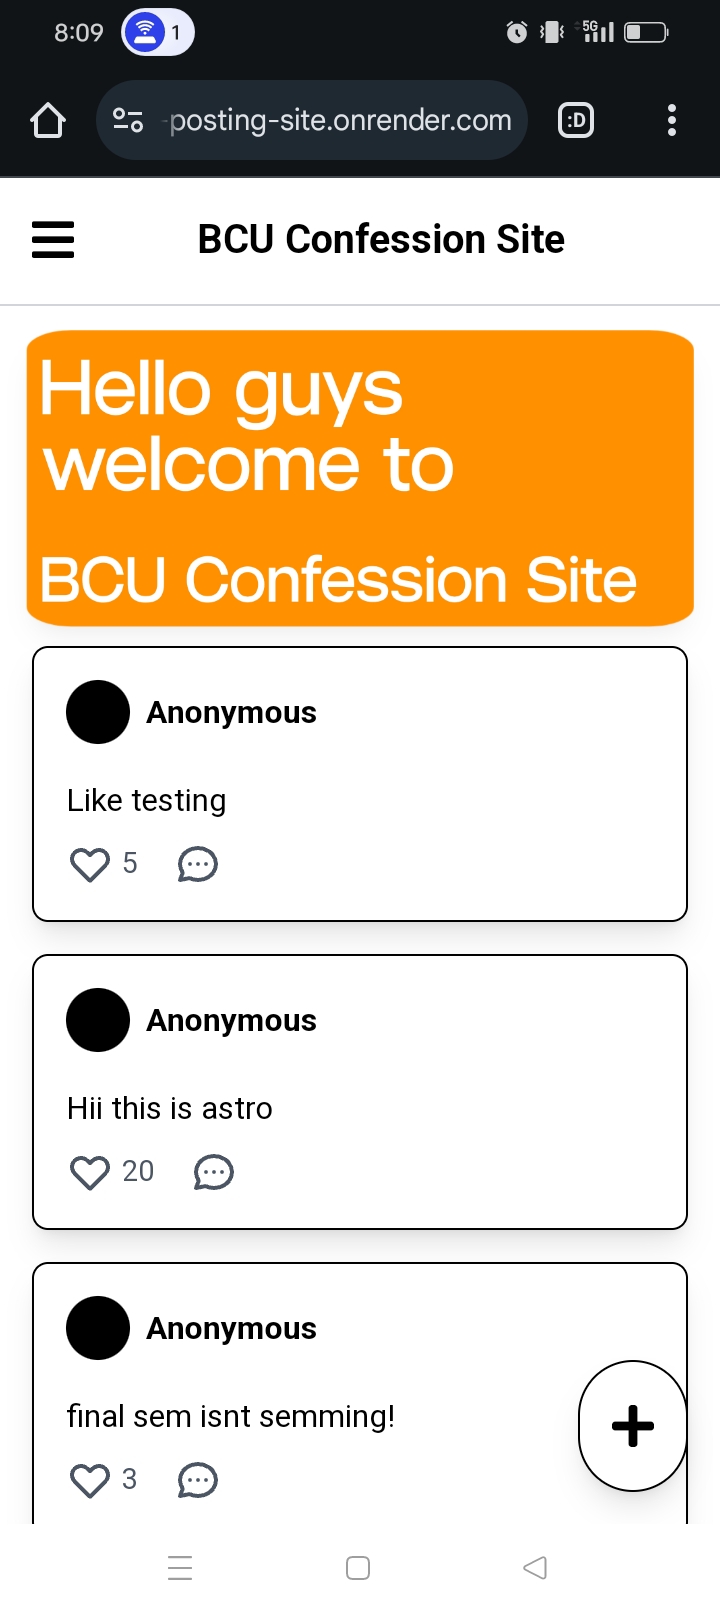 8:09 1 5G
-posting-site.onrender.com :D
BCU Confession Site
Hello guys
welcome to
BCU Confession Site
Anonymous
Like testing
5
Anonymous
Hii this is astro
20
Anonymous
final sem isnt semming!
3